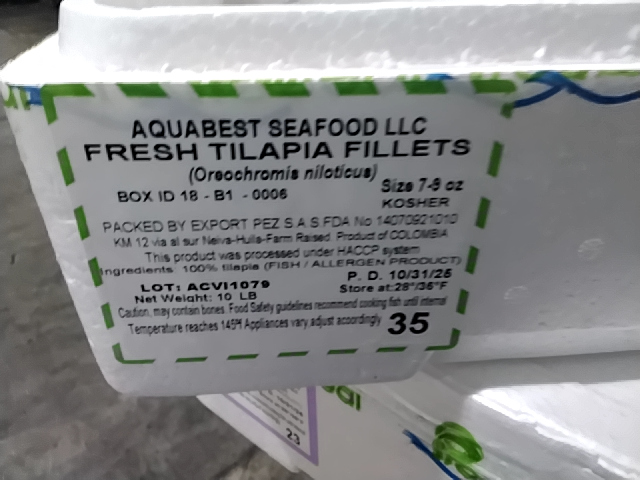 AQUABEST SEAFOOD LLC
FRESH TILAPIA FILLETS
(Oreochromis niloticus)
Size 7-9 oz
BOX ID 18 - B1 - 0006
KOSHER
PACKED BY EXPORT PEZ S.A.S.FDA No 14070921010
KM 12 via al sur Neiva-Huila-Farm Raised. Product of COLOMBIA
This product was processed under HACCP system
Ingredients: 100% tilapia (FISH / ALLERGEN PRODUCT)
LOT: ACVI1079
P. D. 10/31/25
Net Weight: 10 LB
Store at:28°/36°F
Caution, may contain bones. Food Safety guidelines recommend cooking fish until internal
Temperature reaches 145°f Appliances vary, adjust accordingly
35
23